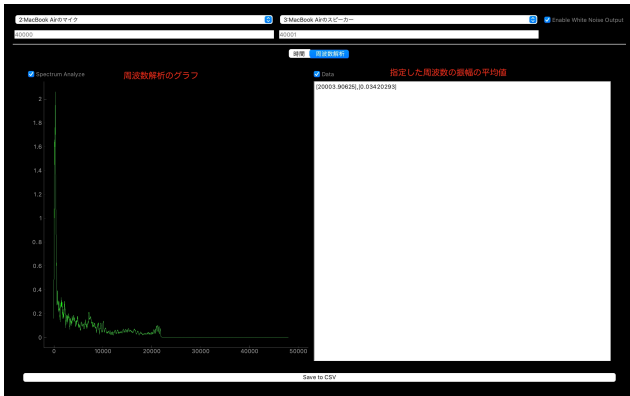 2:MacBook Airのマイク
3:MacBook Airのスピーカー
Enable White Noise Output
40000
40001
時間
周波数解析
Spectrum Analyze
周波数解析のグラフ
Data
指定した周波数の振幅の平均値
[20003.90625],[0.03420293]
2
1.8
1.6
1.4
1.2
1
0.8
0.6
0.4
0.2
0
0
10000
20000
30000
40000
50000
Save to CSV